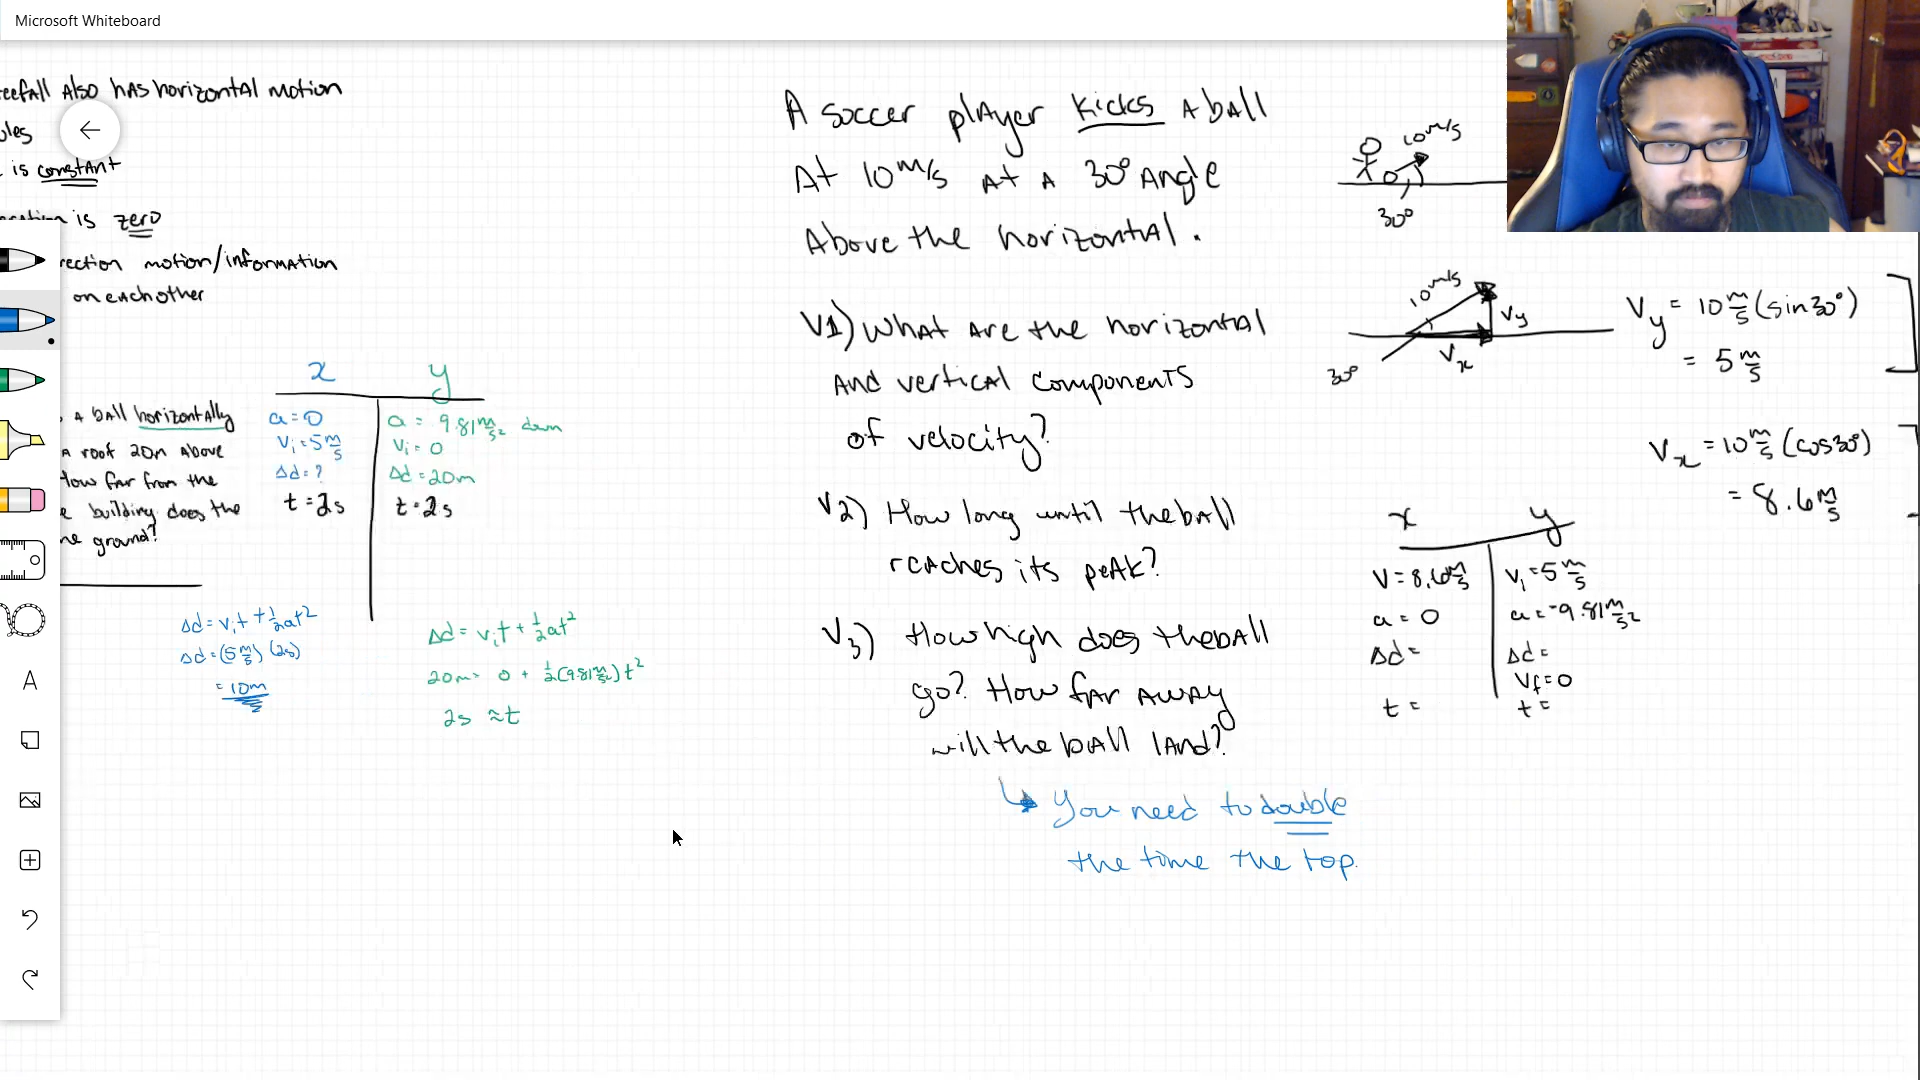 Microsoft Whiteboard
eefall Also has horizontal motion
ules
is constant
is zero
rection motion/information
on each other
x y
a ball horizontally
a roof 20m above
How far from the
building does the
ground?
a = 0
Vi = 5 m/s
Δd = ?
t = 2s
a = 9.81 m/s² down
Vi = 0
Δd = 20m
t = 2s
Δd = Vit + ½at²
Δd = (5 m/s)(2s)
= 10m
Δd = Vit + ½at²
20m = 0 + ½(9.81 m/s²)t²
2s ≈ t
A soccer player kicks a ball
at 10 m/s at a 30° angle
above the horizontal.
V1) What are the horizontal
and vertical components
of velocity?
V2) How long until the ball
reaches its peak?
V3) How high does the ball
go? How far away
will the ball land?
↳ You need to double
the time the top.
10 m/s
30°
10 m/s
Vy
Vx
30°
Vy = 10 m/s (sin30°)
= 5 m/s
Vx = 10 m/s (cos30°)
= 8.6 m/s
x y
V = 8.6 m/s
a = 0
Δd =
t =
Vi = 5 m/s
a = -9.81 m/s²
Δd =
Vf = 0
t =
A